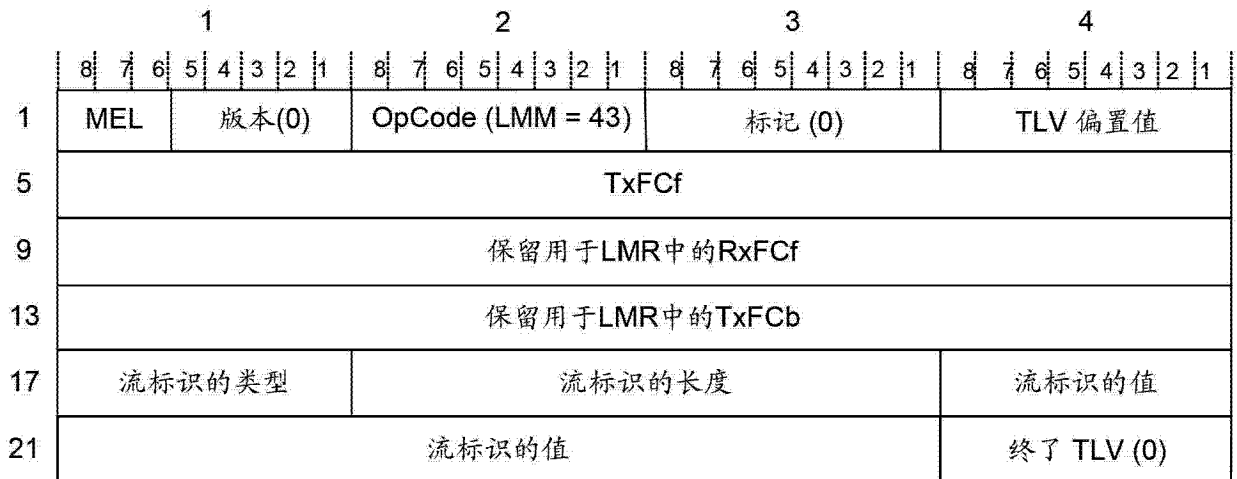 1 2 3 4
8 7 6 5 4 3 2 1 8 7 6 5 4 3 2 1 8 7 6 5 4 3 2 1 8 7 6 5 4 3 2 1
1 MEL 版本(0) OpCode (LMM = 43) 标记 (0) TLV 偏置值
5 TxFCf
9 保留用于LMR中的RxFCf
13 保留用于LMR中的TxFCb
17 流标识的类型 流标识的长度 流标识的值
21 流标识的值 终了 TLV (0)